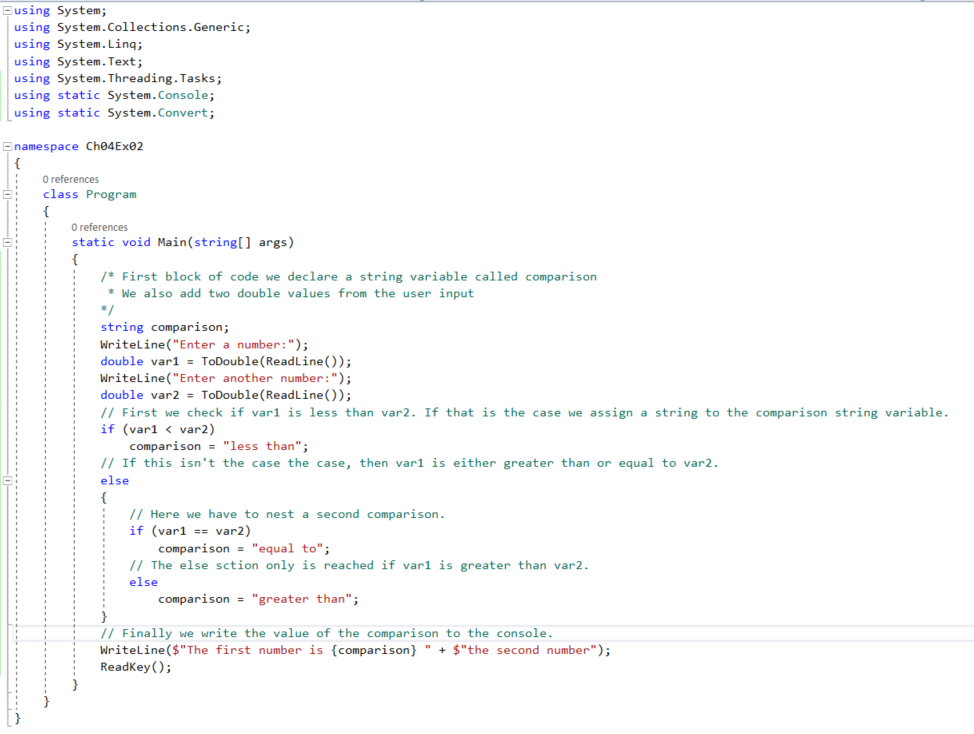 using System;
using System.Collections.Generic;
using System.Linq;
using System.Text;
using System.Threading.Tasks;
using static System.Console;
using static System.Convert;
namespace Ch04Ex02
{
0 references
class Program
{
0 references
static void Main(string[] args)
{
/* First block of code we declare a string variable called comparison
* We also add two double values from the user input
*/
string comparison;
WriteLine("Enter a number:");
double var1 = ToDouble(ReadLine());
WriteLine("Enter another number:");
double var2 = ToDouble(ReadLine());
// First we check if var1 is less than var2. If that is the case we assign a string to the comparison string variable.
if (var1 < var2)
comparison = "less than";
// If this isn't the case the case, then var1 is either greater than or equal to var2.
else
{
// Here we have to nest a second comparison.
if (var1 == var2)
comparison = "equal to";
// The else sction only is reached if var1 is greater than var2.
else
comparison = "greater than";
}
// Finally we write the value of the comparison to the console.
WriteLine($"The first number is {comparison} " + $"the second number");
ReadKey();
}
}
}